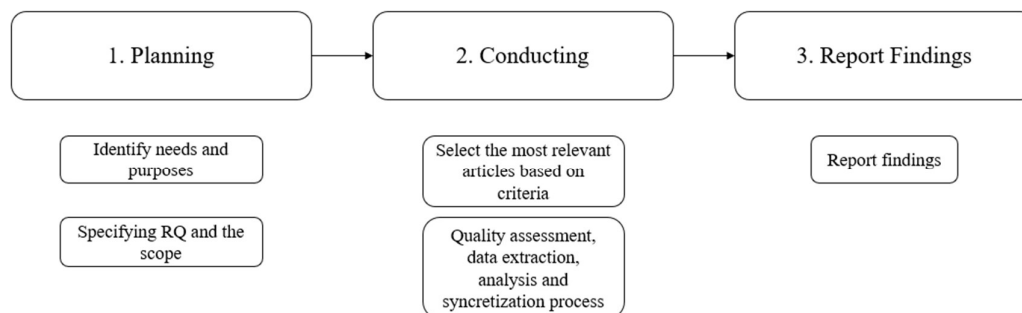 1. Planning
2. Conducting
3. Report Findings
Identify needs and
purposes
Select the most relevant
articles based on
criteria
Report findings
Specifying RQ and the
scope
Quality assessment,
data extraction,
analysis and
syncretization process